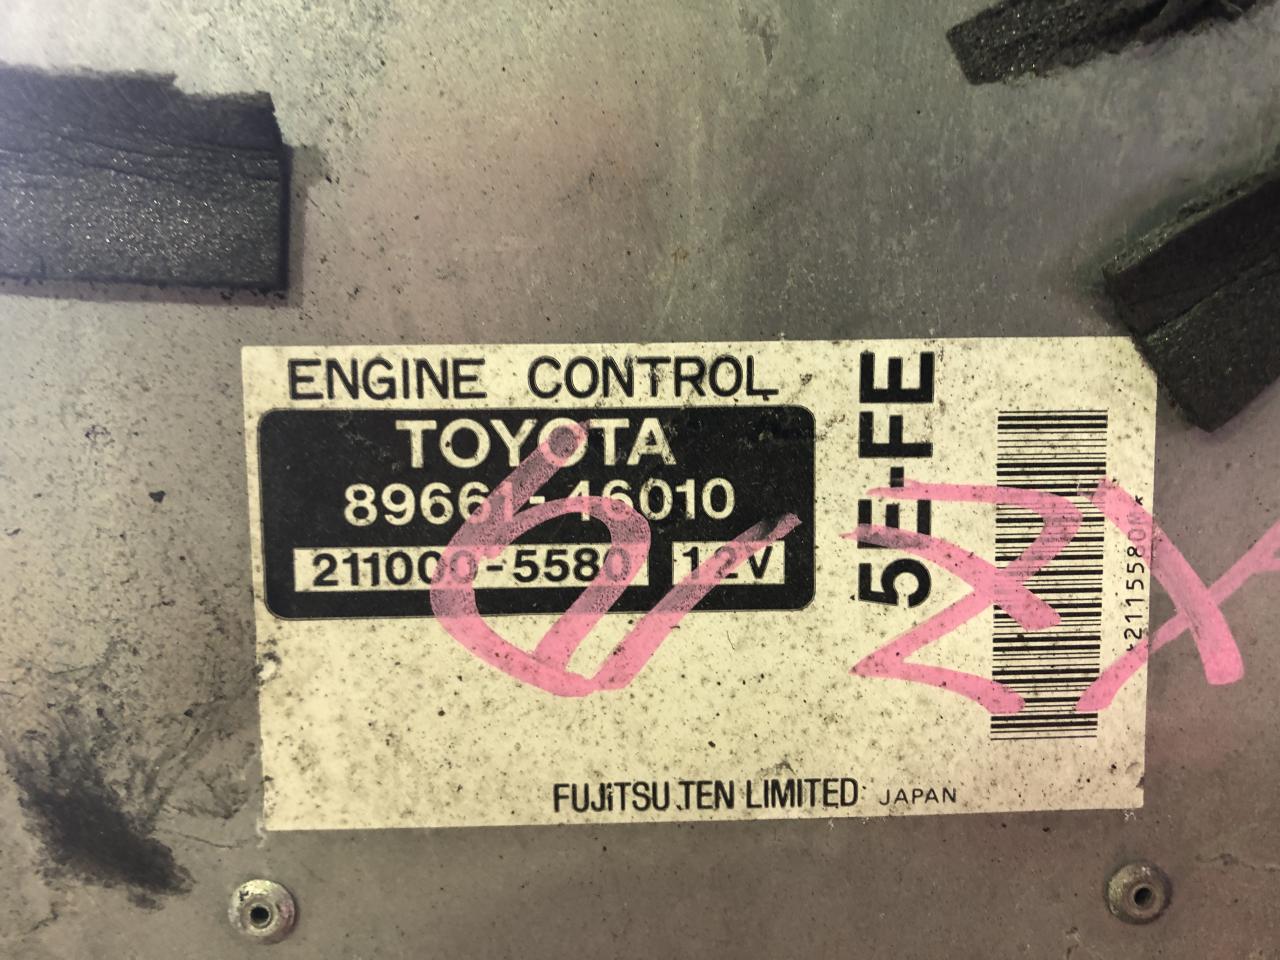 ENGINE CONTROL
TOYOTA
89661-46010
211000-5580 12V
5E-FE
FUJITSU TEN LIMITED JAPAN